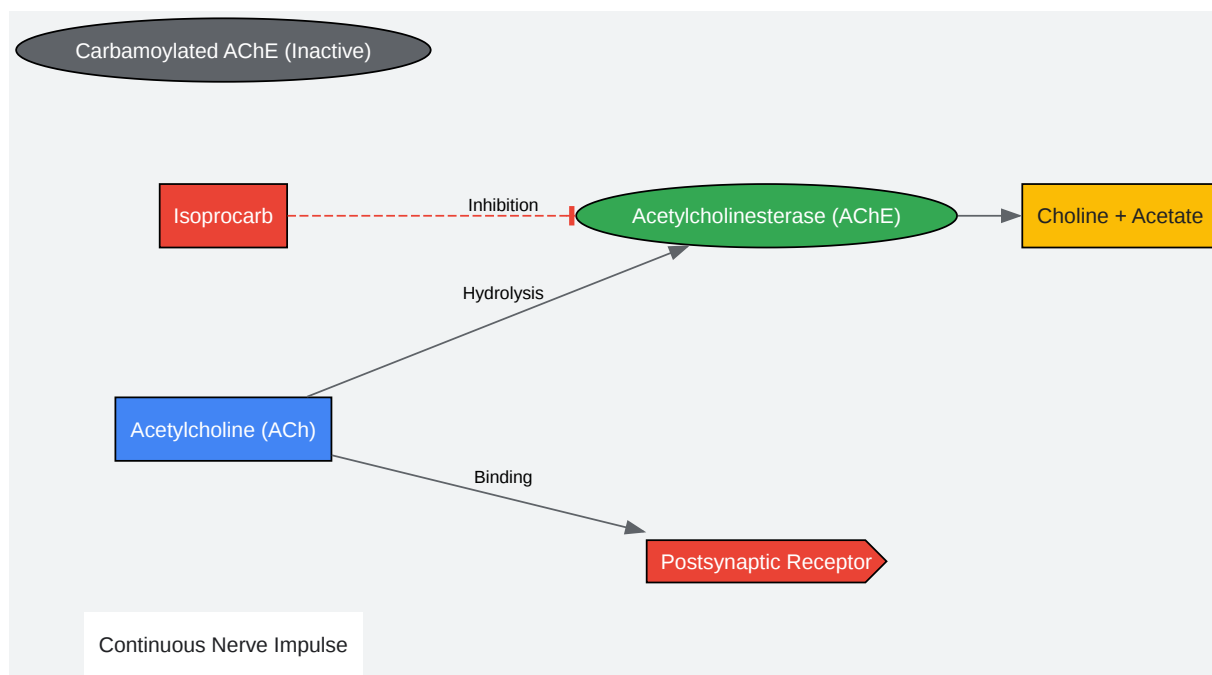 Carbamoylated AChE (Inactive)
Isoprocarb
Inhibition
Acetylcholinesterase (AChE)
Choline + Acetate
Hydrolysis
Acetylcholine (ACh)
Binding
Postsynaptic Receptor
Continuous Nerve Impulse